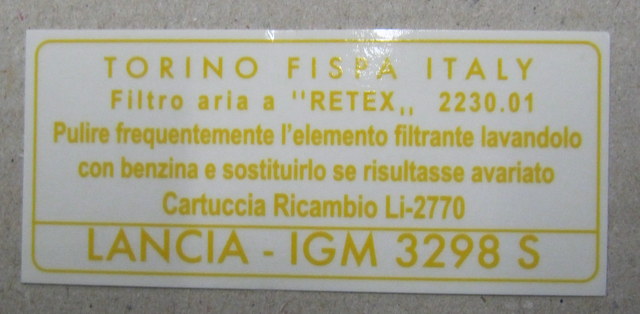 TORINO FISPA ITALY
Filtro aria a "RETEX„ 2230.01
Pulire frequentemente l'elemento filtrante lavandolo
con benzina e sostituirlo se risultasse avariato
Cartuccia Ricambio Li-2770
LANCIA - IGM 3298 S